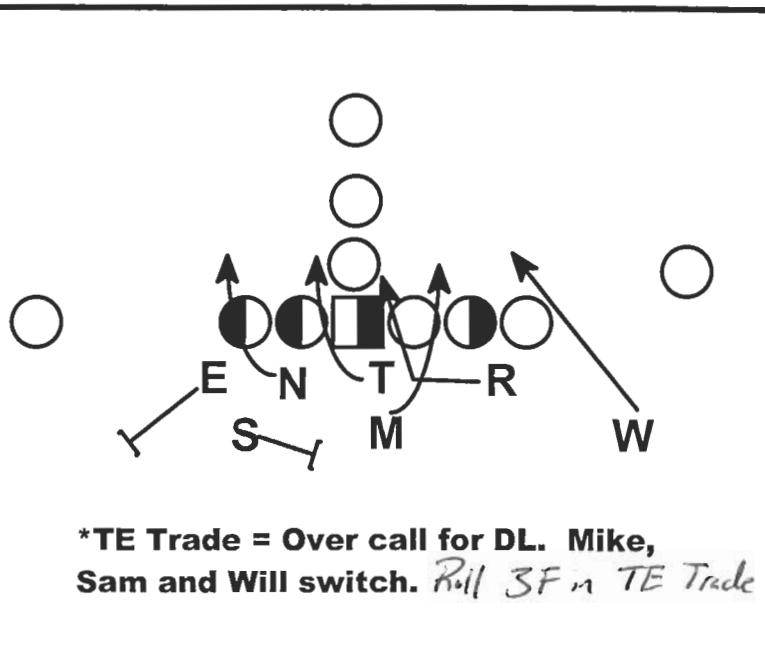 E N T R
S M W
*TE Trade = Over call for DL. Mike,
Sam and Will switch. Roll 3F in TE Trade